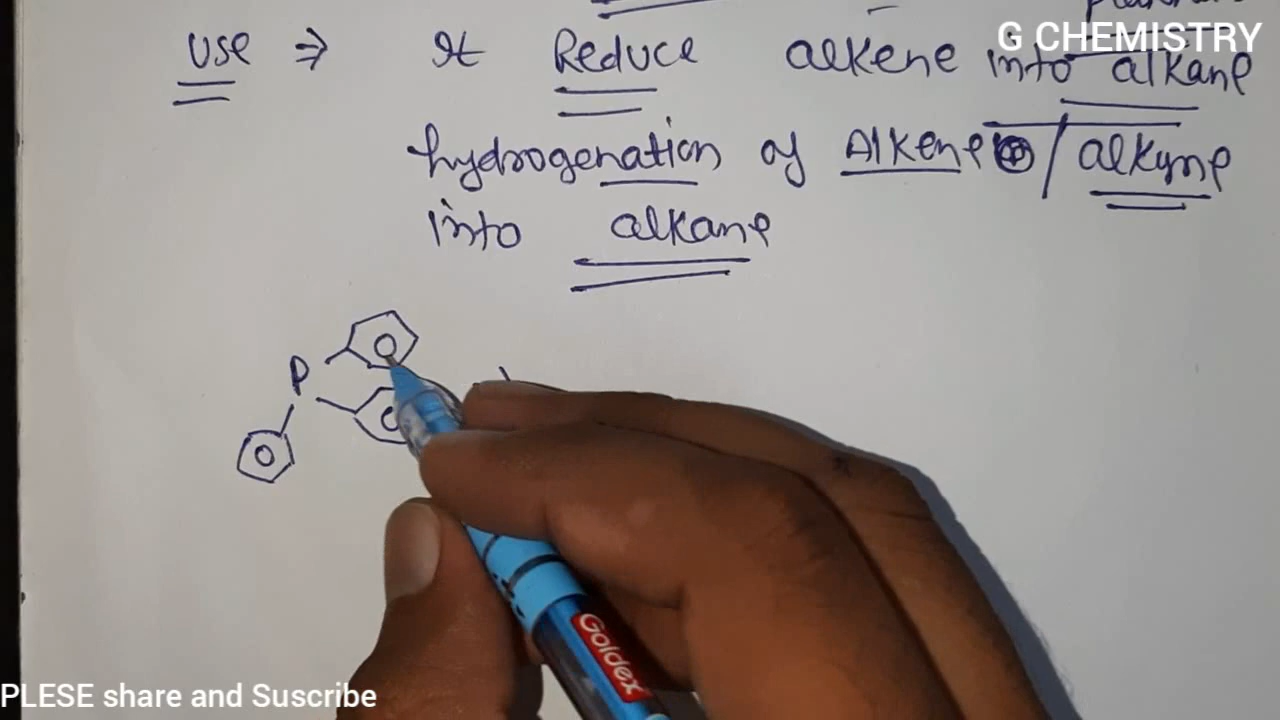 G CHEMISTRY
Use ⇒ It Reduce alkene into alkane
hydrogenation of Alkene / alkyne
into alkane
P
Goldex
PLESE share and Suscribe